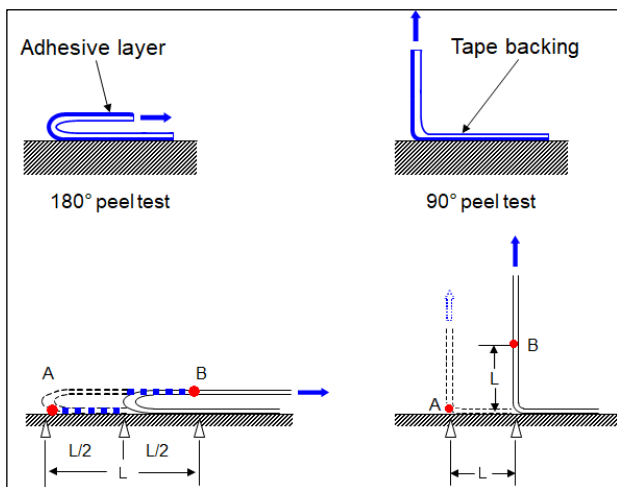 Adhesive layer
Tape backing
180° peel test
90° peel test
A
B
L/2
L/2
L
B
L
A
L